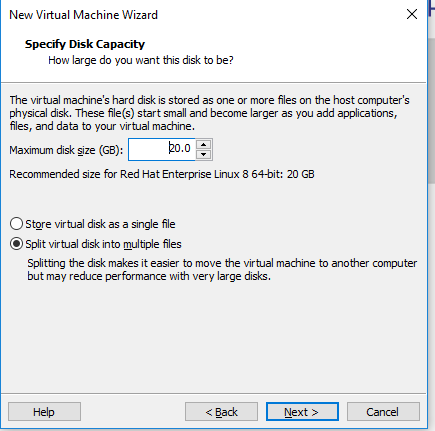 New Virtual Machine Wizard
Specify Disk Capacity
How large do you want this disk to be?
The virtual machine's hard disk is stored as one or more files on the host computer's
physical disk. These file(s) start small and become larger as you add applications,
files, and data to your virtual machine.
Maximum disk size (GB): 20.0
Recommended size for Red Hat Enterprise Linux 8 64-bit: 20 GB
Store virtual disk as a single file
Split virtual disk into multiple files
Splitting the disk makes it easier to move the virtual machine to another computer
but may reduce performance with very large disks.
Help < Back Next > Cancel